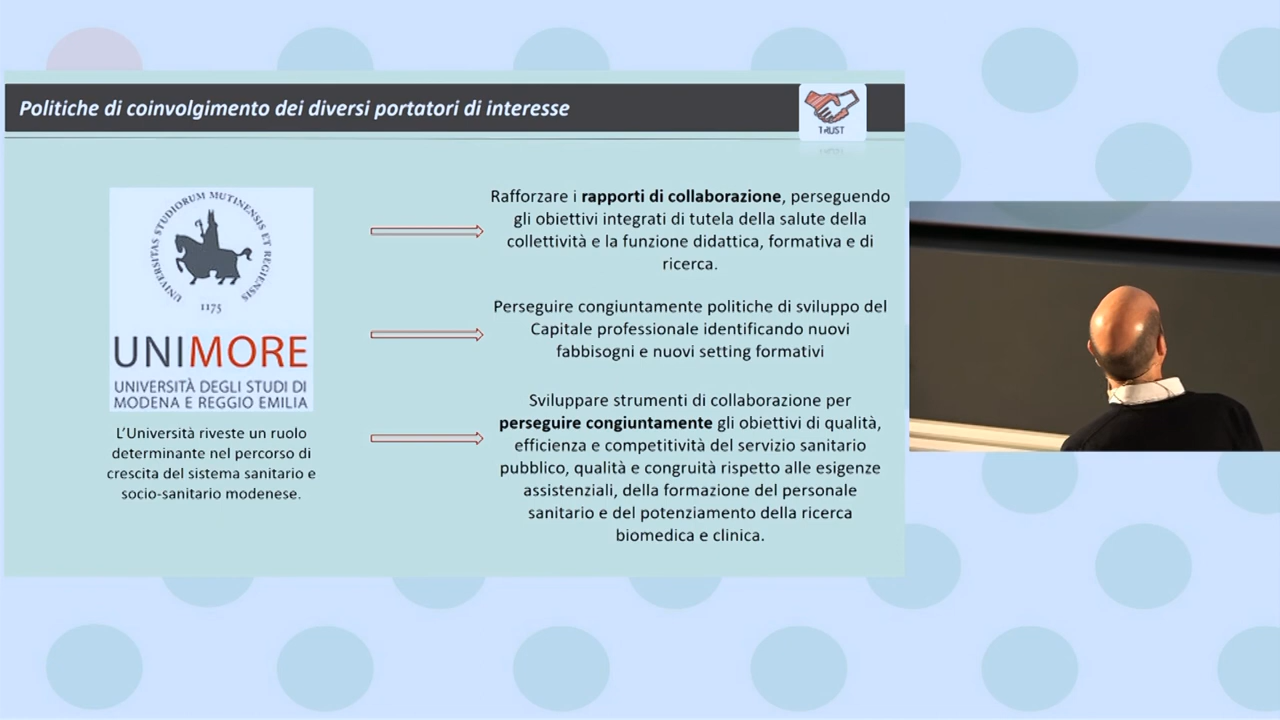 Politiche di coinvolgimento dei diversi portatori di interesse
TRUST
UNIVERSITAS STUDIORUM MUTINENSIS ET REGIENSIS
1175
UNIMORE
UNIVERSITÀ DEGLI STUDI DI
MODENA E REGGIO EMILIA
L’Università riveste un ruolo
determinante nel percorso di
crescita del sistema sanitario e
socio-sanitario modenese.
Rafforzare i rapporti di collaborazione, perseguendo
gli obiettivi integrati di tutela della salute della
collettività e la funzione didattica, formativa e di
ricerca.
Perseguire congiuntamente politiche di sviluppo del
Capitale professionale identificando nuovi
fabbisogni e nuovi setting formativi
Sviluppare strumenti di collaborazione per
perseguire congiuntamente gli obiettivi di qualità,
efficienza e competitività del servizio sanitario
pubblico, qualità e congruità rispetto alle esigenze
assistenziali, della formazione del personale
sanitario e del potenziamento della ricerca
biomedica e clinica.